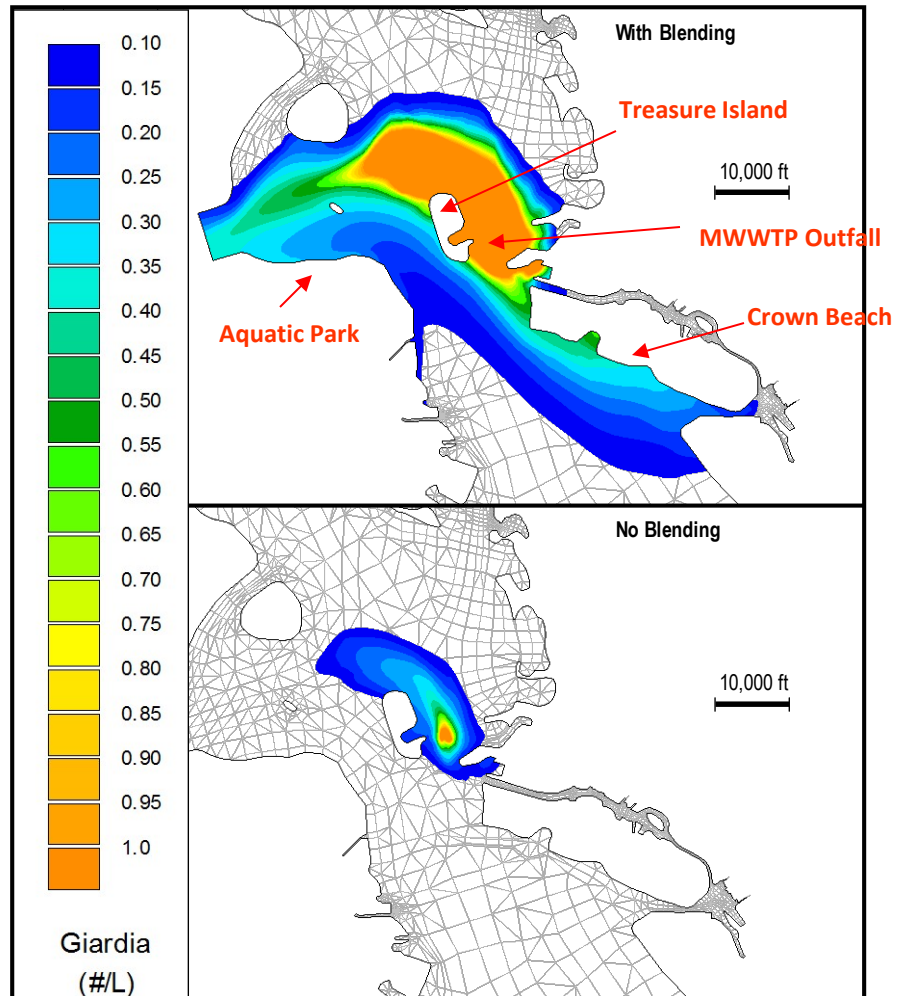 0.10
0.15
0.20
0.25
0.30
0.35
0.40
0.45
0.50
0.55
0.60
0.65
0.70
0.75
0.80
0.85
0.90
0.95
1.0
Giardia
(#/L)
With Blending
Treasure Island
10,000 ft
MWWTP Outfall
Crown Beach
Aquatic Park
No Blending
10,000 ft